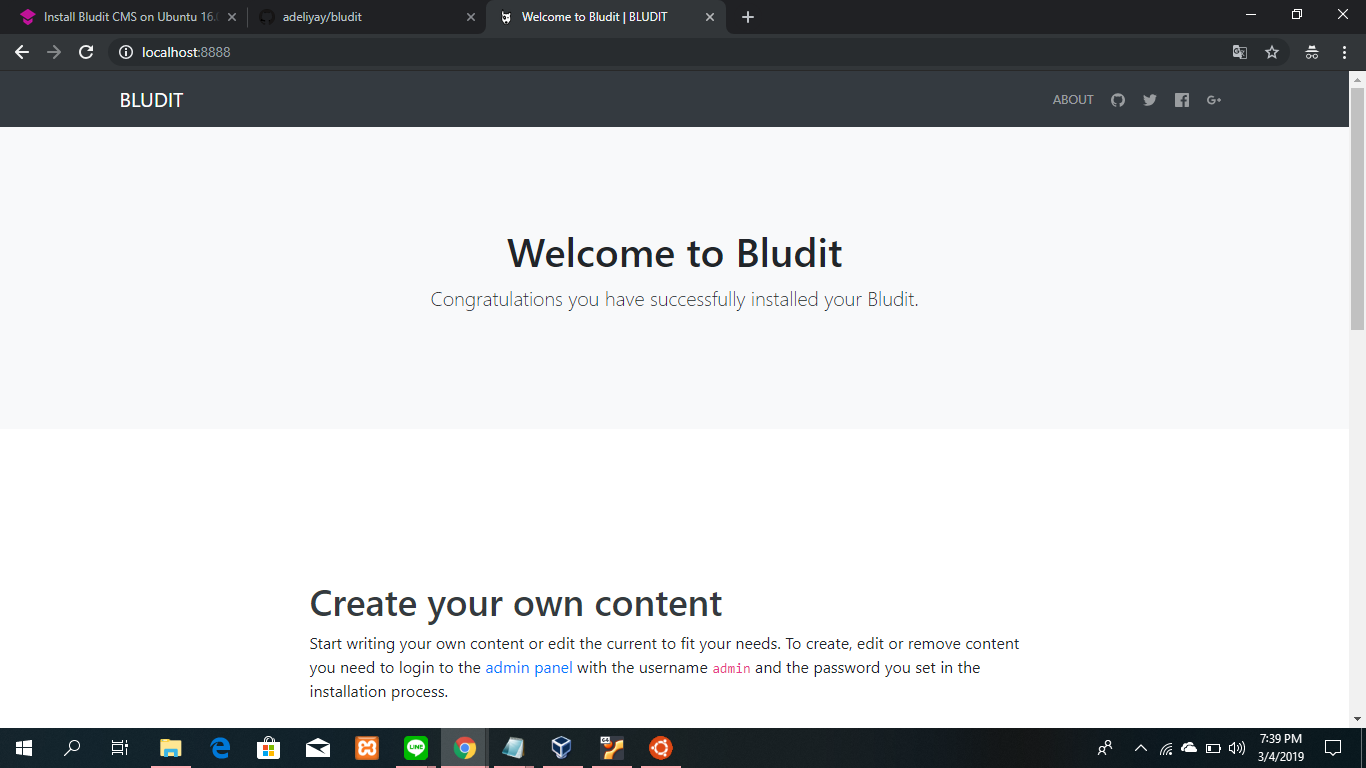 Install Bludit CMS on Ubuntu 16.
adeliyay/bludit
Welcome to Bludit | BLUDIT
localhost:8888
BLUDIT
ABOUT
Welcome to Bludit
Congratulations you have successfully installed your Bludit.
Create your own content
Start writing your own content or edit the current to fit your needs. To create, edit or remove content
you need to login to the admin panel with the username admin and the password you set in the
installation process.
LINE
7:39 PM
3/4/2019